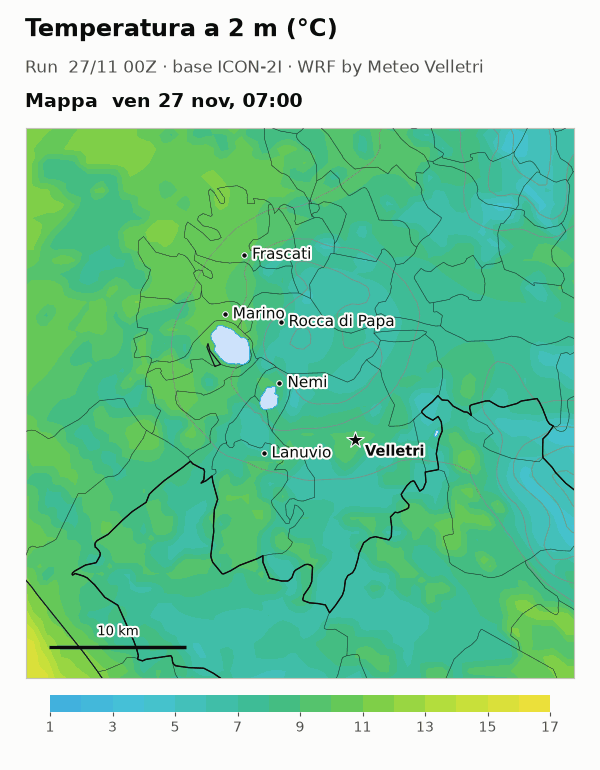 Temperatura a 2 m (°C)
Run  27/11 00Z · base ICON-2I · WRF by Meteo Velletri
Mappa  ven 27 nov, 07:00
Frascati
Marino
Rocca di Papa
Nemi
Velletri
Lanuvio
10 km
1 3 5 7 9 11 13 15 17